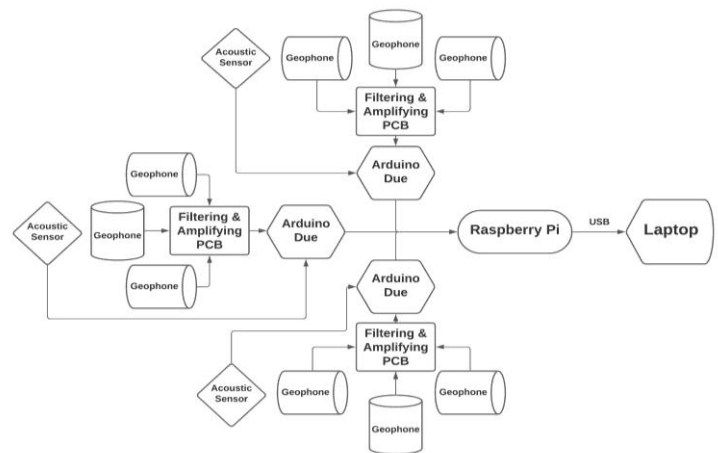 Acoustic
Sensor
Geophone
Geophone
Geophone
Filtering &
Amplifying
PCB
Arduino
Due
Acoustic
Sensor
Geophone
Geophone
Geophone
Filtering &
Amplifying
PCB
Arduino
Due
Raspberry Pi
USB
Laptop
Arduino
Due
Filtering &
Amplifying
PCB
Acoustic
Sensor
Geophone
Geophone
Geophone